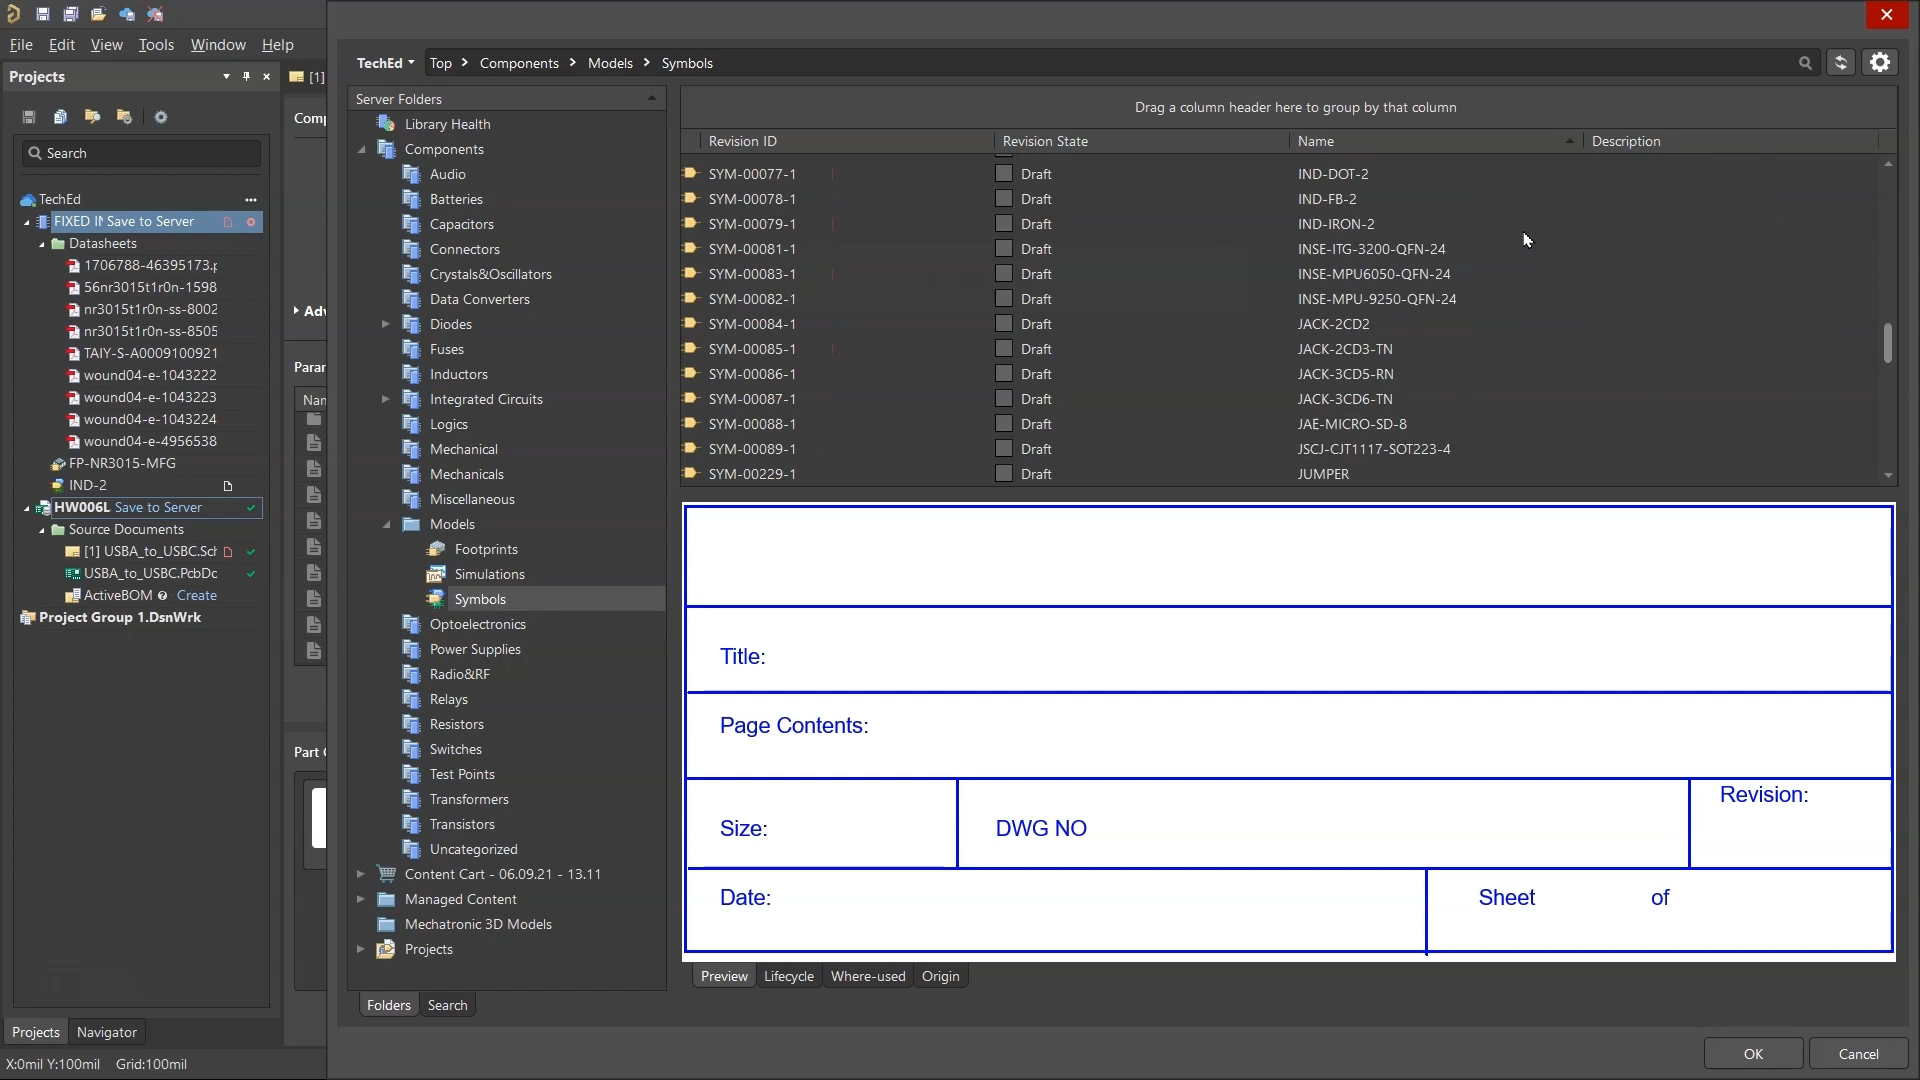 File Edit View Tools Window Help
Projects
[1]
Search
TechEd
FIXED IN Save to Server
Datasheets
1706788-46395173.p
56nr3015t1r0n-1598
nr3015t1r0n-ss-8002
nr3015t1r0n-ss-8505
TAIY-S-A0009100921
wound04-e-1043222
wound04-e-1043223
wound04-e-1043224
wound04-e-4956538
FP-NR3015-MFG
IND-2
HW006L Save to Server
Source Documents
[1] USBA_to_USBC.Sch
USBA_to_USBC.PcbDc
ActiveBOM Create
Project Group 1.DsnWrk
Projects Navigator
X:0mil Y:100mil Grid:100mil
Comp
Adv
Paran
Nan
Part C
TechEd Top > Components > Models > Symbols
Server Folders
Library Health
Components
Audio
Batteries
Capacitors
Connectors
Crystals&Oscillators
Data Converters
Diodes
Fuses
Inductors
Integrated Circuits
Logics
Mechanical
Mechanicals
Miscellaneous
Models
Footprints
Simulations
Symbols
Optoelectronics
Power Supplies
Radio&RF
Relays
Resistors
Switches
Test Points
Transformers
Transistors
Uncategorized
Content Cart - 06.09.21 - 13.11
Managed Content
Mechatronic 3D Models
Projects
Folders Search
Drag a column header here to group by that column
Revision ID Revision State Name Description
SYM-00077-1 Draft IND-DOT-2
SYM-00078-1 Draft IND-FB-2
SYM-00079-1 Draft IND-IRON-2
SYM-00081-1 Draft INSE-ITG-3200-QFN-24
SYM-00083-1 Draft INSE-MPU6050-QFN-24
SYM-00082-1 Draft INSE-MPU-9250-QFN-24
SYM-00084-1 Draft JACK-2CD2
SYM-00085-1 Draft JACK-2CD3-TN
SYM-00086-1 Draft JACK-3CD5-RN
SYM-00087-1 Draft JACK-3CD6-TN
SYM-00088-1 Draft JAE-MICRO-SD-8
SYM-00089-1 Draft JSCJ-CJT1117-SOT223-4
SYM-00229-1 Draft JUMPER
Title:
Page Contents:
Revision:
Size: DWG NO
Date: Sheet of
Preview Lifecycle Where-used Origin
OK Cancel